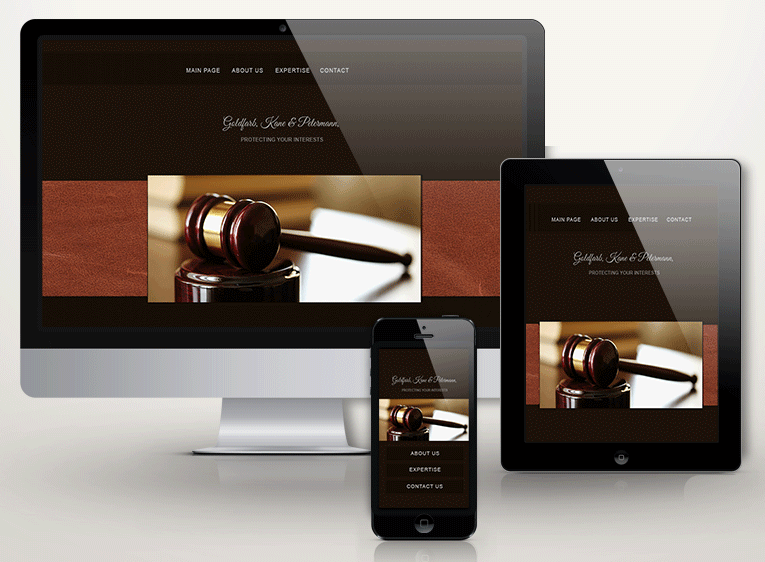 MAIN PAGE ABOUT US EXPERTISE CONTACT
Goldfarb, Kane & Petermann,
PROTECTING YOUR INTERESTS
MAIN PAGE ABOUT US EXPERTISE CONTACT
Goldfarb, Kane & Petermann,
PROTECTING YOUR INTERESTS
Goldfarb, Kane & Petermann,
PROTECTING YOUR INTERESTS
ABOUT US
EXPERTISE
CONTACT US